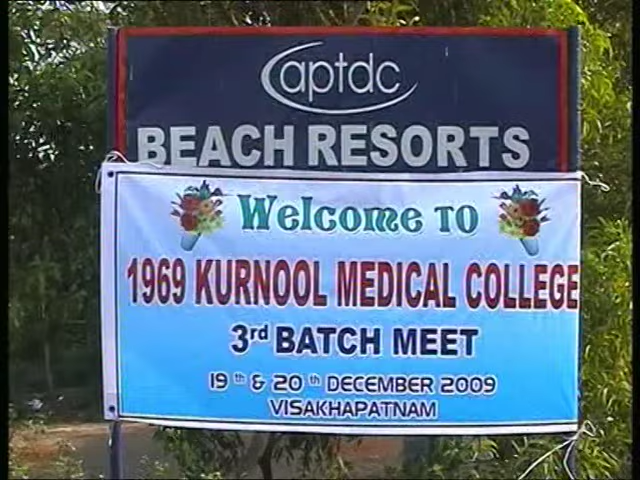 aptdc
BEACH RESORTS
Welcome TO
1969 KURNOOL MEDICAL COLLEGE
3rd BATCH MEET
19th & 20th DECEMBER 2009
VISAKHAPATNAM